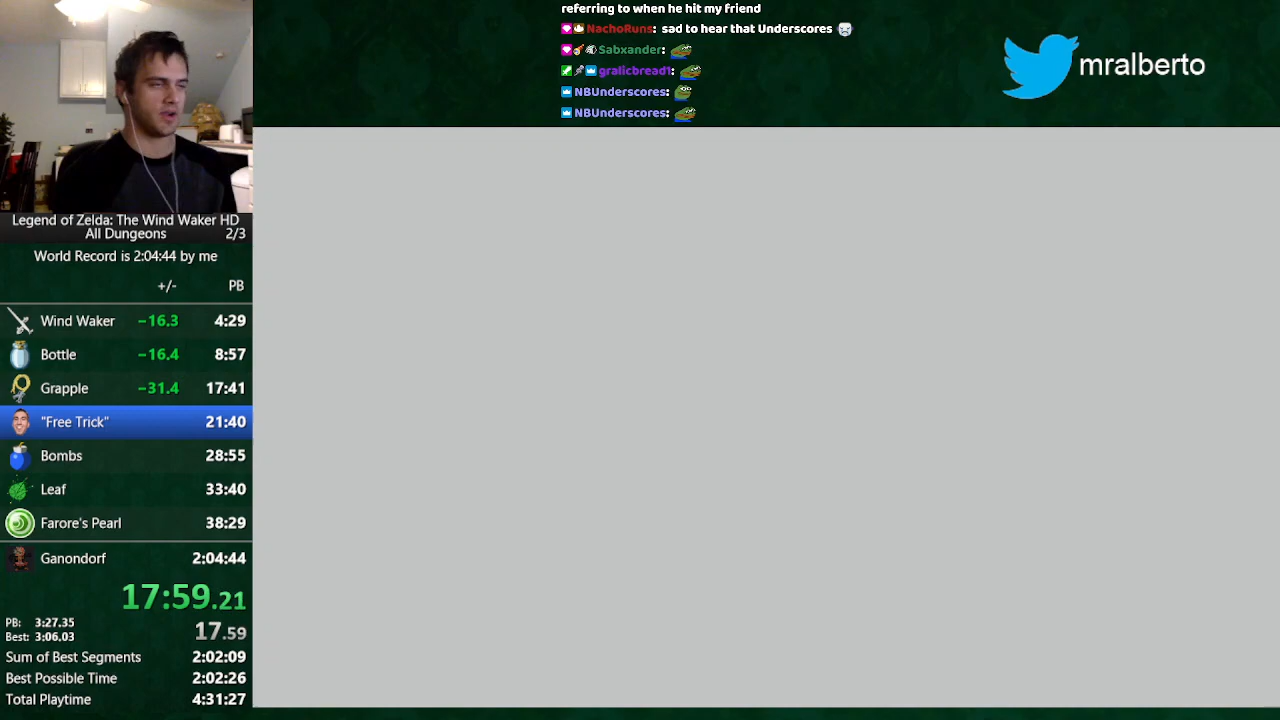 referring to when he hit my friend
NachoRuns: sad to hear that Underscores
Sabxander:
gralicbread1:
NBUnderscores:
NBUnderscores:
mralberto
Legend of Zelda: The Wind Waker HD
All Dungeons 2/3
World Record is 2:04:44 by me
+/- PB
Wind Waker -16.3 4:29
Bottle -16.4 8:57
Grapple -31.4 17:41
"Free Trick" 21:40
Bombs 28:55
Leaf 33:40
Farore's Pearl 38:29
Ganondorf 2:04:44
17:59.21
PB: 3:27.35
Best: 3:06.03
17.59
Sum of Best Segments 2:02:09
Best Possible Time 2:02:26
Total Playtime 4:31:27